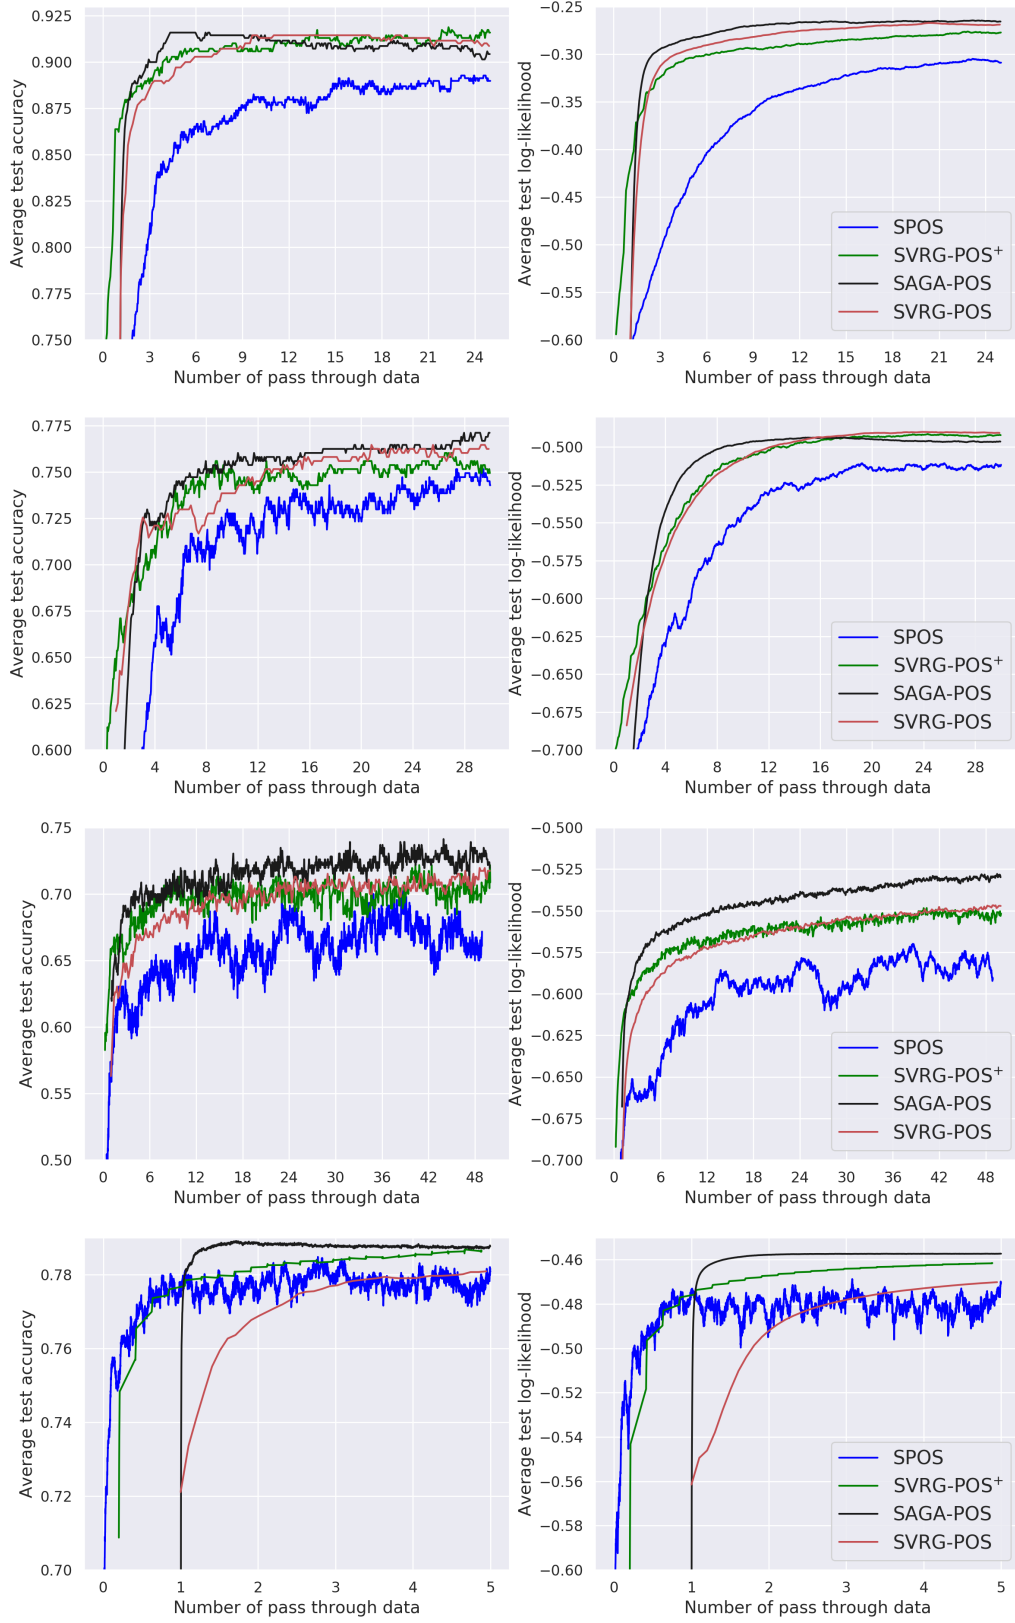 0.925
0.900
0.875
0.850
0.825
0.800
0.775
0.750
Average test accuracy
0 3 6 9 12 15 18 21 24
Number of pass through data
−0.25
−0.30
−0.35
−0.40
−0.45
−0.50
−0.55
−0.60
Average test log-likelihood
SPOS
SVRG-POS+
SAGA-POS
SVRG-POS
0 3 6 9 12 15 18 21 24
Number of pass through data
0.775
0.750
0.725
0.700
0.675
0.650
0.625
0.600
Average test accuracy
0 4 8 12 16 20 24 28
Number of pass through data
−0.500
−0.525
−0.550
−0.575
−0.600
−0.625
−0.650
−0.675
−0.700
Average test log-likelihood
SPOS
SVRG-POS+
SAGA-POS
SVRG-POS
0 4 8 12 16 20 24 28
Number of pass through data
0.75
0.70
0.65
0.60
0.55
0.50
Average test accuracy
0 6 12 18 24 30 36 42 48
Number of pass through data
−0.500
−0.525
−0.550
−0.575
−0.600
−0.625
−0.650
−0.675
−0.700
Average test log-likelihood
SPOS
SVRG-POS+
SAGA-POS
SVRG-POS
0 6 12 18 24 30 36 42 48
Number of pass through data
0.78
0.76
0.74
0.72
0.70
Average test accuracy
0 1 2 3 4 5
Number of pass through data
−0.46
−0.48
−0.50
−0.52
−0.54
−0.56
−0.58
−0.60
Average test log-likelihood
SPOS
SVRG-POS+
SAGA-POS
SVRG-POS
0 1 2 3 4 5
Number of pass through data